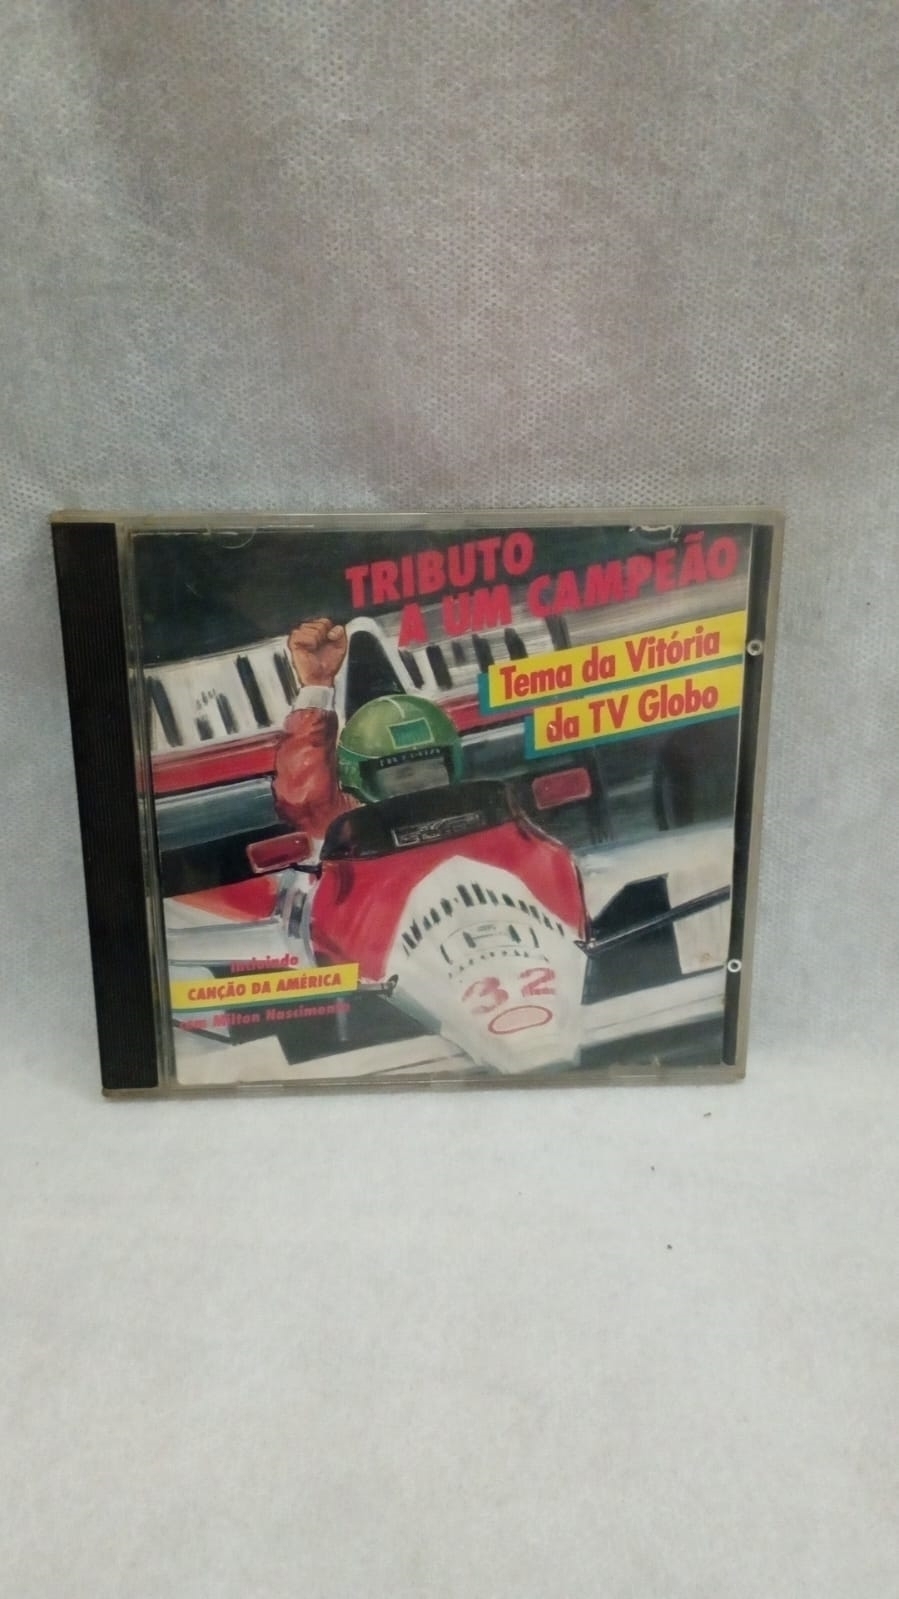 TRIBUTO
A UM CAMPEÃO
Tema da Vitória
da TV Globo
32
Incluindo
CANÇÃO DA AMÉRICA
com Milton Nascimento